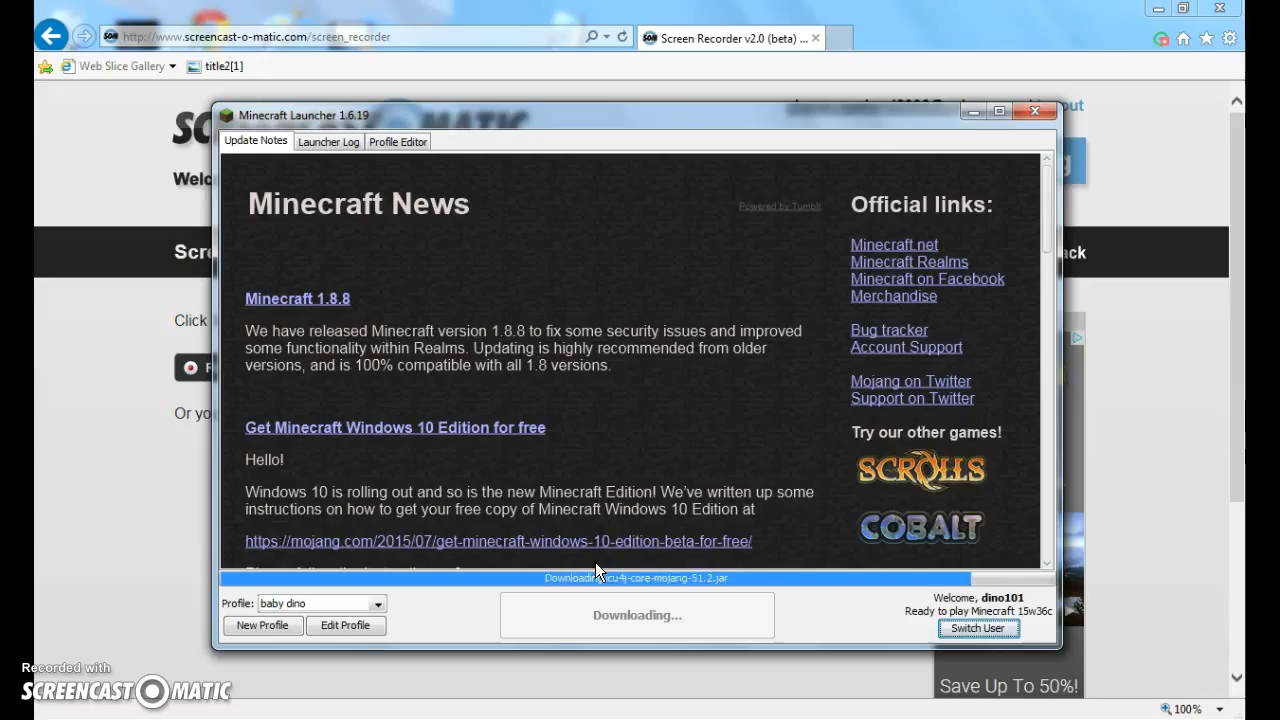 http://www.screencast-o-matic.com/screen_recorder
Screen Recorder v2.0 (beta) ...
Web Slice Gallery
title2[1]
Minecraft Launcher 1.6.19
Update Notes
Launcher Log
Profile Editor
Minecraft News
Powered by Tumblr
Minecraft 1.8.8
We have released Minecraft version 1.8.8 to fix some security issues and improved
some functionality within Realms. Updating is highly recommended from older
versions, and is 100% compatible with all 1.8 versions.
Get Minecraft Windows 10 Edition for free
Hello!
Windows 10 is rolling out and so is the new Minecraft Edition! We've written up some
instructions on how to get your free copy of Minecraft Windows 10 Edition at
https://mojang.com/2015/07/get-minecraft-windows-10-edition-beta-for-free/
Official links:
Minecraft.net
Minecraft Realms
Minecraft on Facebook
Merchandise
Bug tracker
Account Support
Mojang on Twitter
Support on Twitter
Try our other games!
SCROLLS
COBALT
Profile:
baby dino
New Profile
Edit Profile
Downloading...
Welcome, dino101
Ready to play Minecraft 15w36c
Switch User
Click
Or
Save Up To 50%!
Recorded with
SCREENCAST MATIC
100%